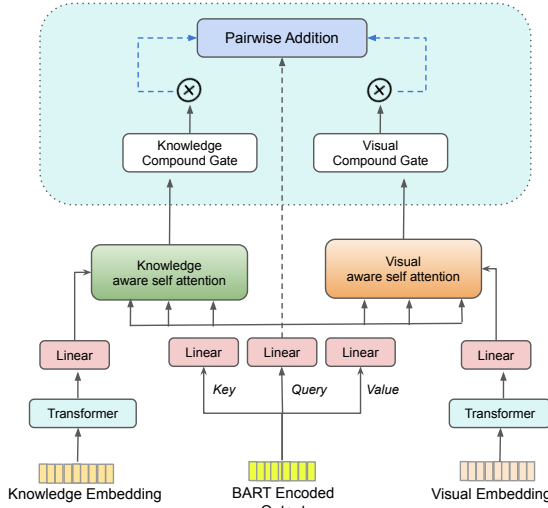 Pairwise Addition
Knowledge
Compound Gate
Visual
Compound Gate
Knowledge
aware self attention
Visual
aware self attention
Linear
Linear
Linear
Linear
Linear
Key
Query
Value
Transformer
Transformer
Knowledge Embedding
BART Encoded
Visual Embedding